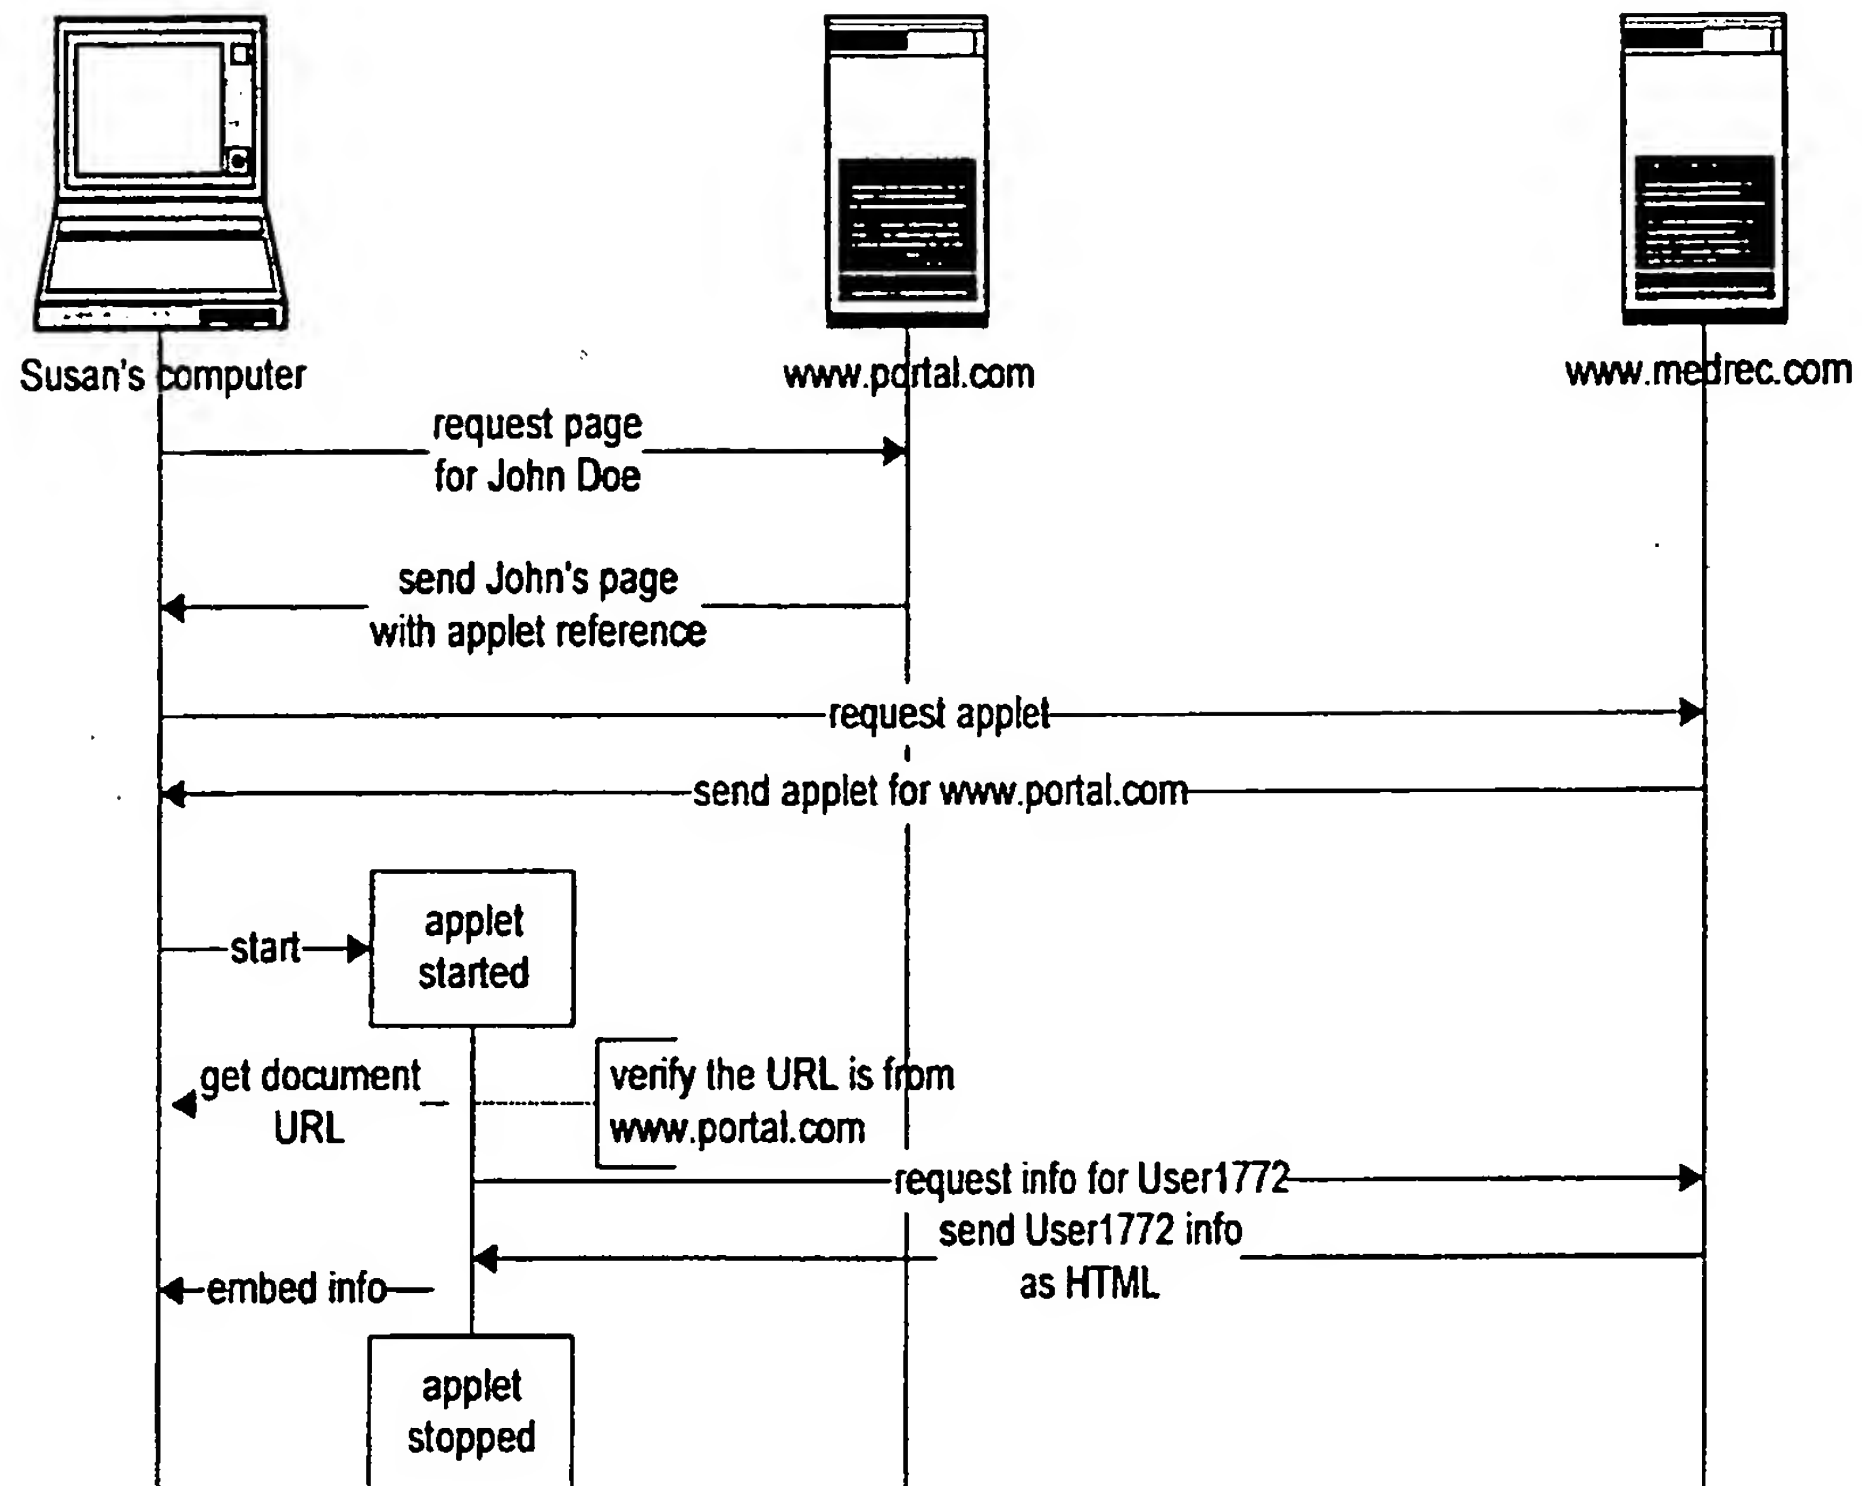 Susan's computer
www.portal.com
www.medrec.com
request page
for John Doe
send John's page
with applet reference
request applet
send applet for www.portal.com
applet
started
start
get document
URL
verify the URL is from
www.portal.com
request info for User1772
send User1772 info
as HTML
embed info
applet
stopped